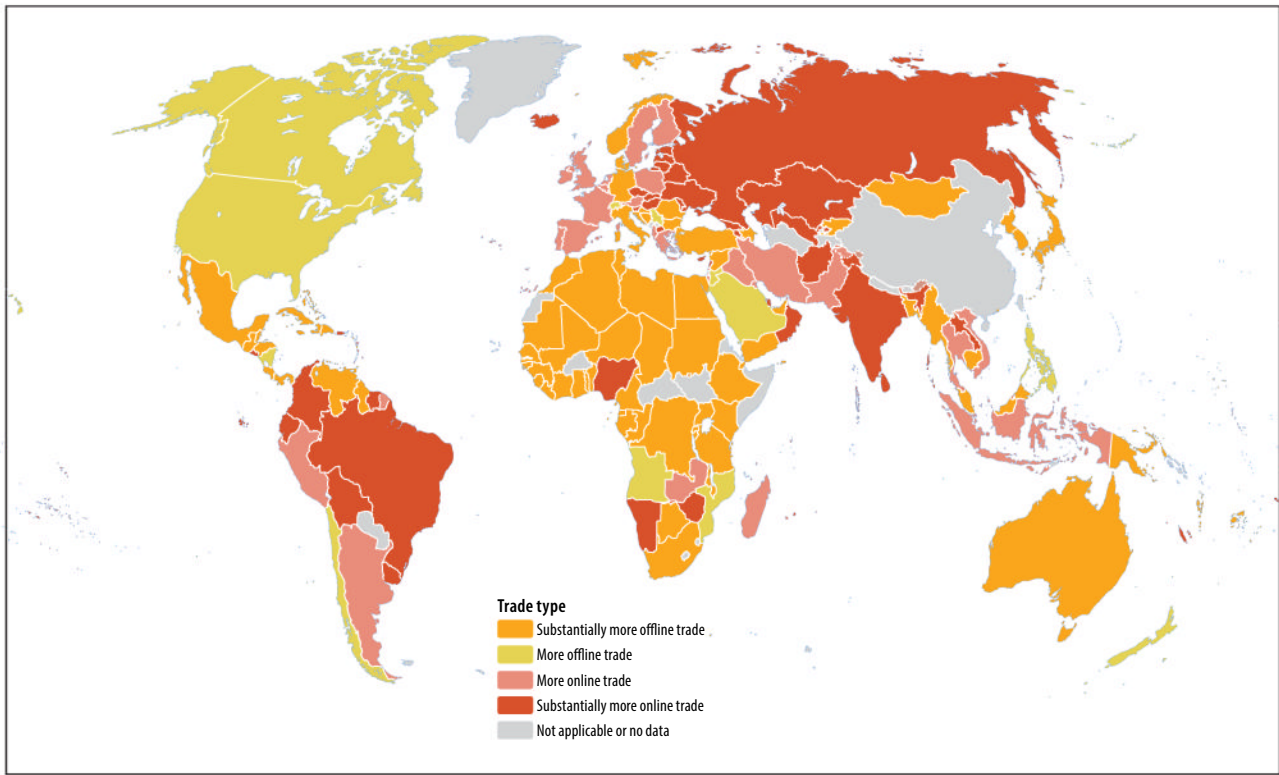 Trade type
Substantially more offline trade
More offline trade
More online trade
Substantially more online trade
Not applicable or no data